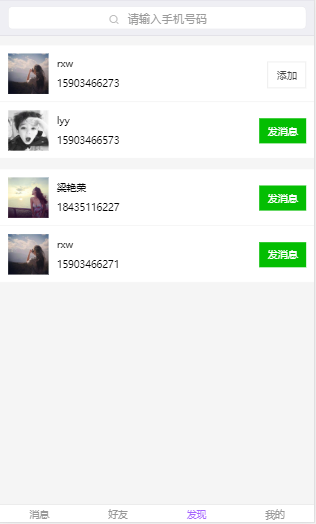 请输入手机号码
rxw
15903466273
添加
lyy
15903466573
发消息
梁艳荣
18435116227
发消息
rxw
15903466271
发消息
消息 好友 发现 我的